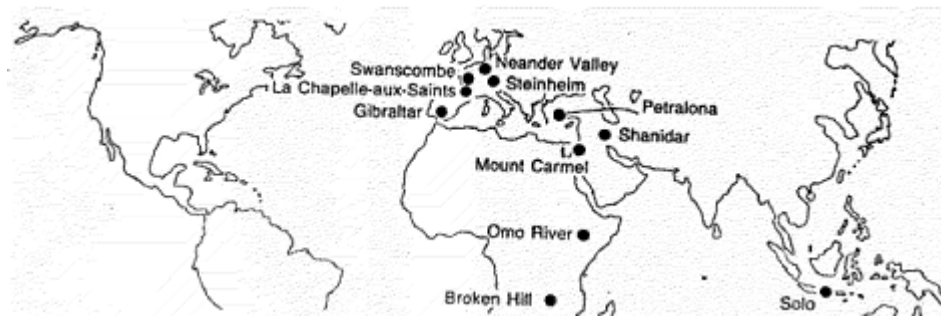 Neander Valley
Swanscombe
Steinheim
La Chapelle-aux-Saints
Gibraltar
Petralona
Shanidar
Mount Carmel
Omo River
Broken Hill
Solo